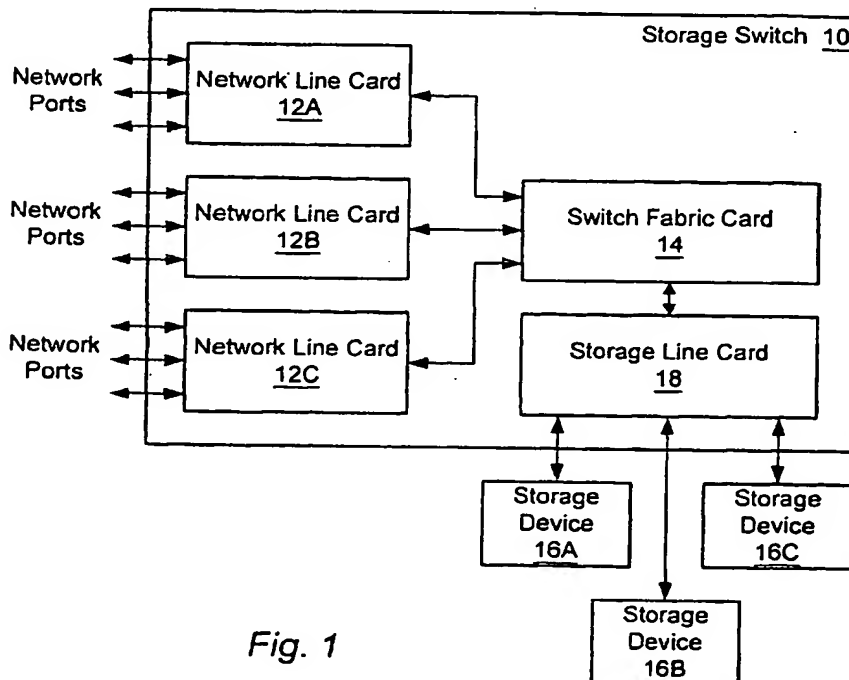 Storage Switch 10
Network Ports
Network Line Card
12A
Network Ports
Network Line Card
12B
Switch Fabric Card
14
Network Ports
Network Line Card
12C
Storage Line Card
18
Storage Device
16A
Storage Device
16C
Storage Device
16B
Fig. 1